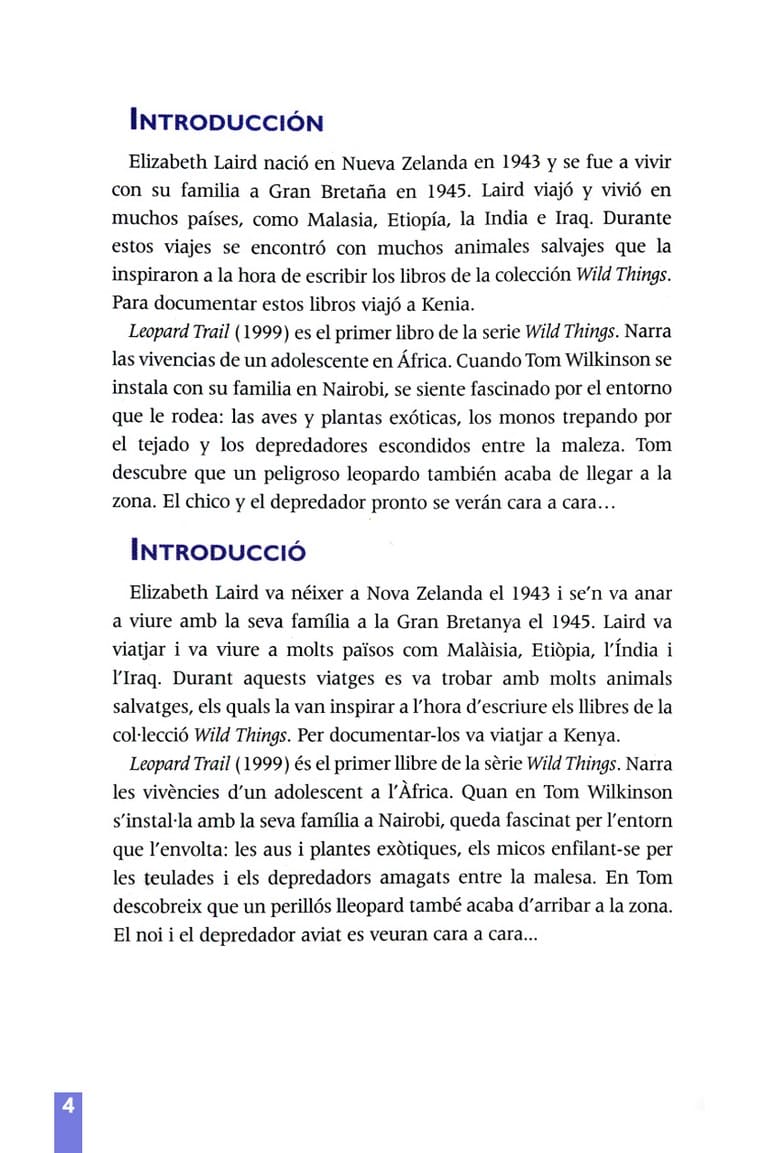 INTRODUCCIÓN
Elizabeth Laird nació en Nueva Zelanda en 1943 y se fue a vivir
con su familia a Gran Bretaña en 1945. Laird viajó y vivió en
muchos países, como Malasia, Etiopía, la India e Iraq. Durante
estos viajes se encontró con muchos animales salvajes que la
inspiraron a la hora de escribir los libros de la colección Wild Things.
Para documentar estos libros viajó a Kenia.
Leopard Trail (1999) es el primer libro de la serie Wild Things. Narra
las vivencias de un adolescente en África. Cuando Tom Wilkinson se
instala con su familia en Nairobi, se siente fascinado por el entorno
que le rodea: las aves y plantas exóticas, los monos trepando por
el tejado y los depredadores escondidos entre la maleza. Tom
descubre que un peligroso leopardo también acaba de llegar a la
zona. El chico y el depredador pronto se verán cara a cara…
INTRODUCCIÓ
Elizabeth Laird va néixer a Nova Zelanda el 1943 i se’n va anar
a viure amb la seva família a la Gran Bretanya el 1945. Laird va
viatjar i va viure a molts països com Malàisia, Etiòpia, l’Índia i
l’Iraq. Durant aquests viatges es va trobar amb molts animals
salvatges, els quals la van inspirar a l’hora d’escriure els llibres de la
col·lecció Wild Things. Per documentar-los va viatjar a Kenya.
Leopard Trail (1999) és el primer llibre de la sèrie Wild Things. Narra
les vivències d’un adolescent a l’Àfrica. Quan en Tom Wilkinson
s’instal·la amb la seva família a Nairobi, queda fascinat per l’entorn
que l’envolta: les aus i plantes exòtiques, els micos enfilant-se per
les teulades i els depredadors amagats entre la malesa. En Tom
descobreix que un perillós lleopard també acaba d’arribar a la zona.
El noi i el depredador aviat es veuran cara a cara...
4